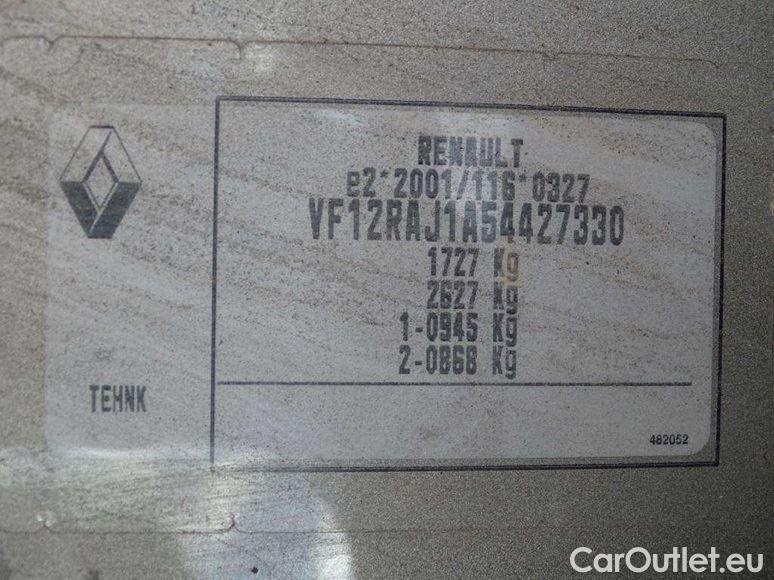 RENAULT
e2*2001/116*0327
VF12RAJ1A54427330
1727 Kg
2627 Kg
1-0945 Kg
2-0868 Kg
TEHNK
482052
CarOutlet.eu